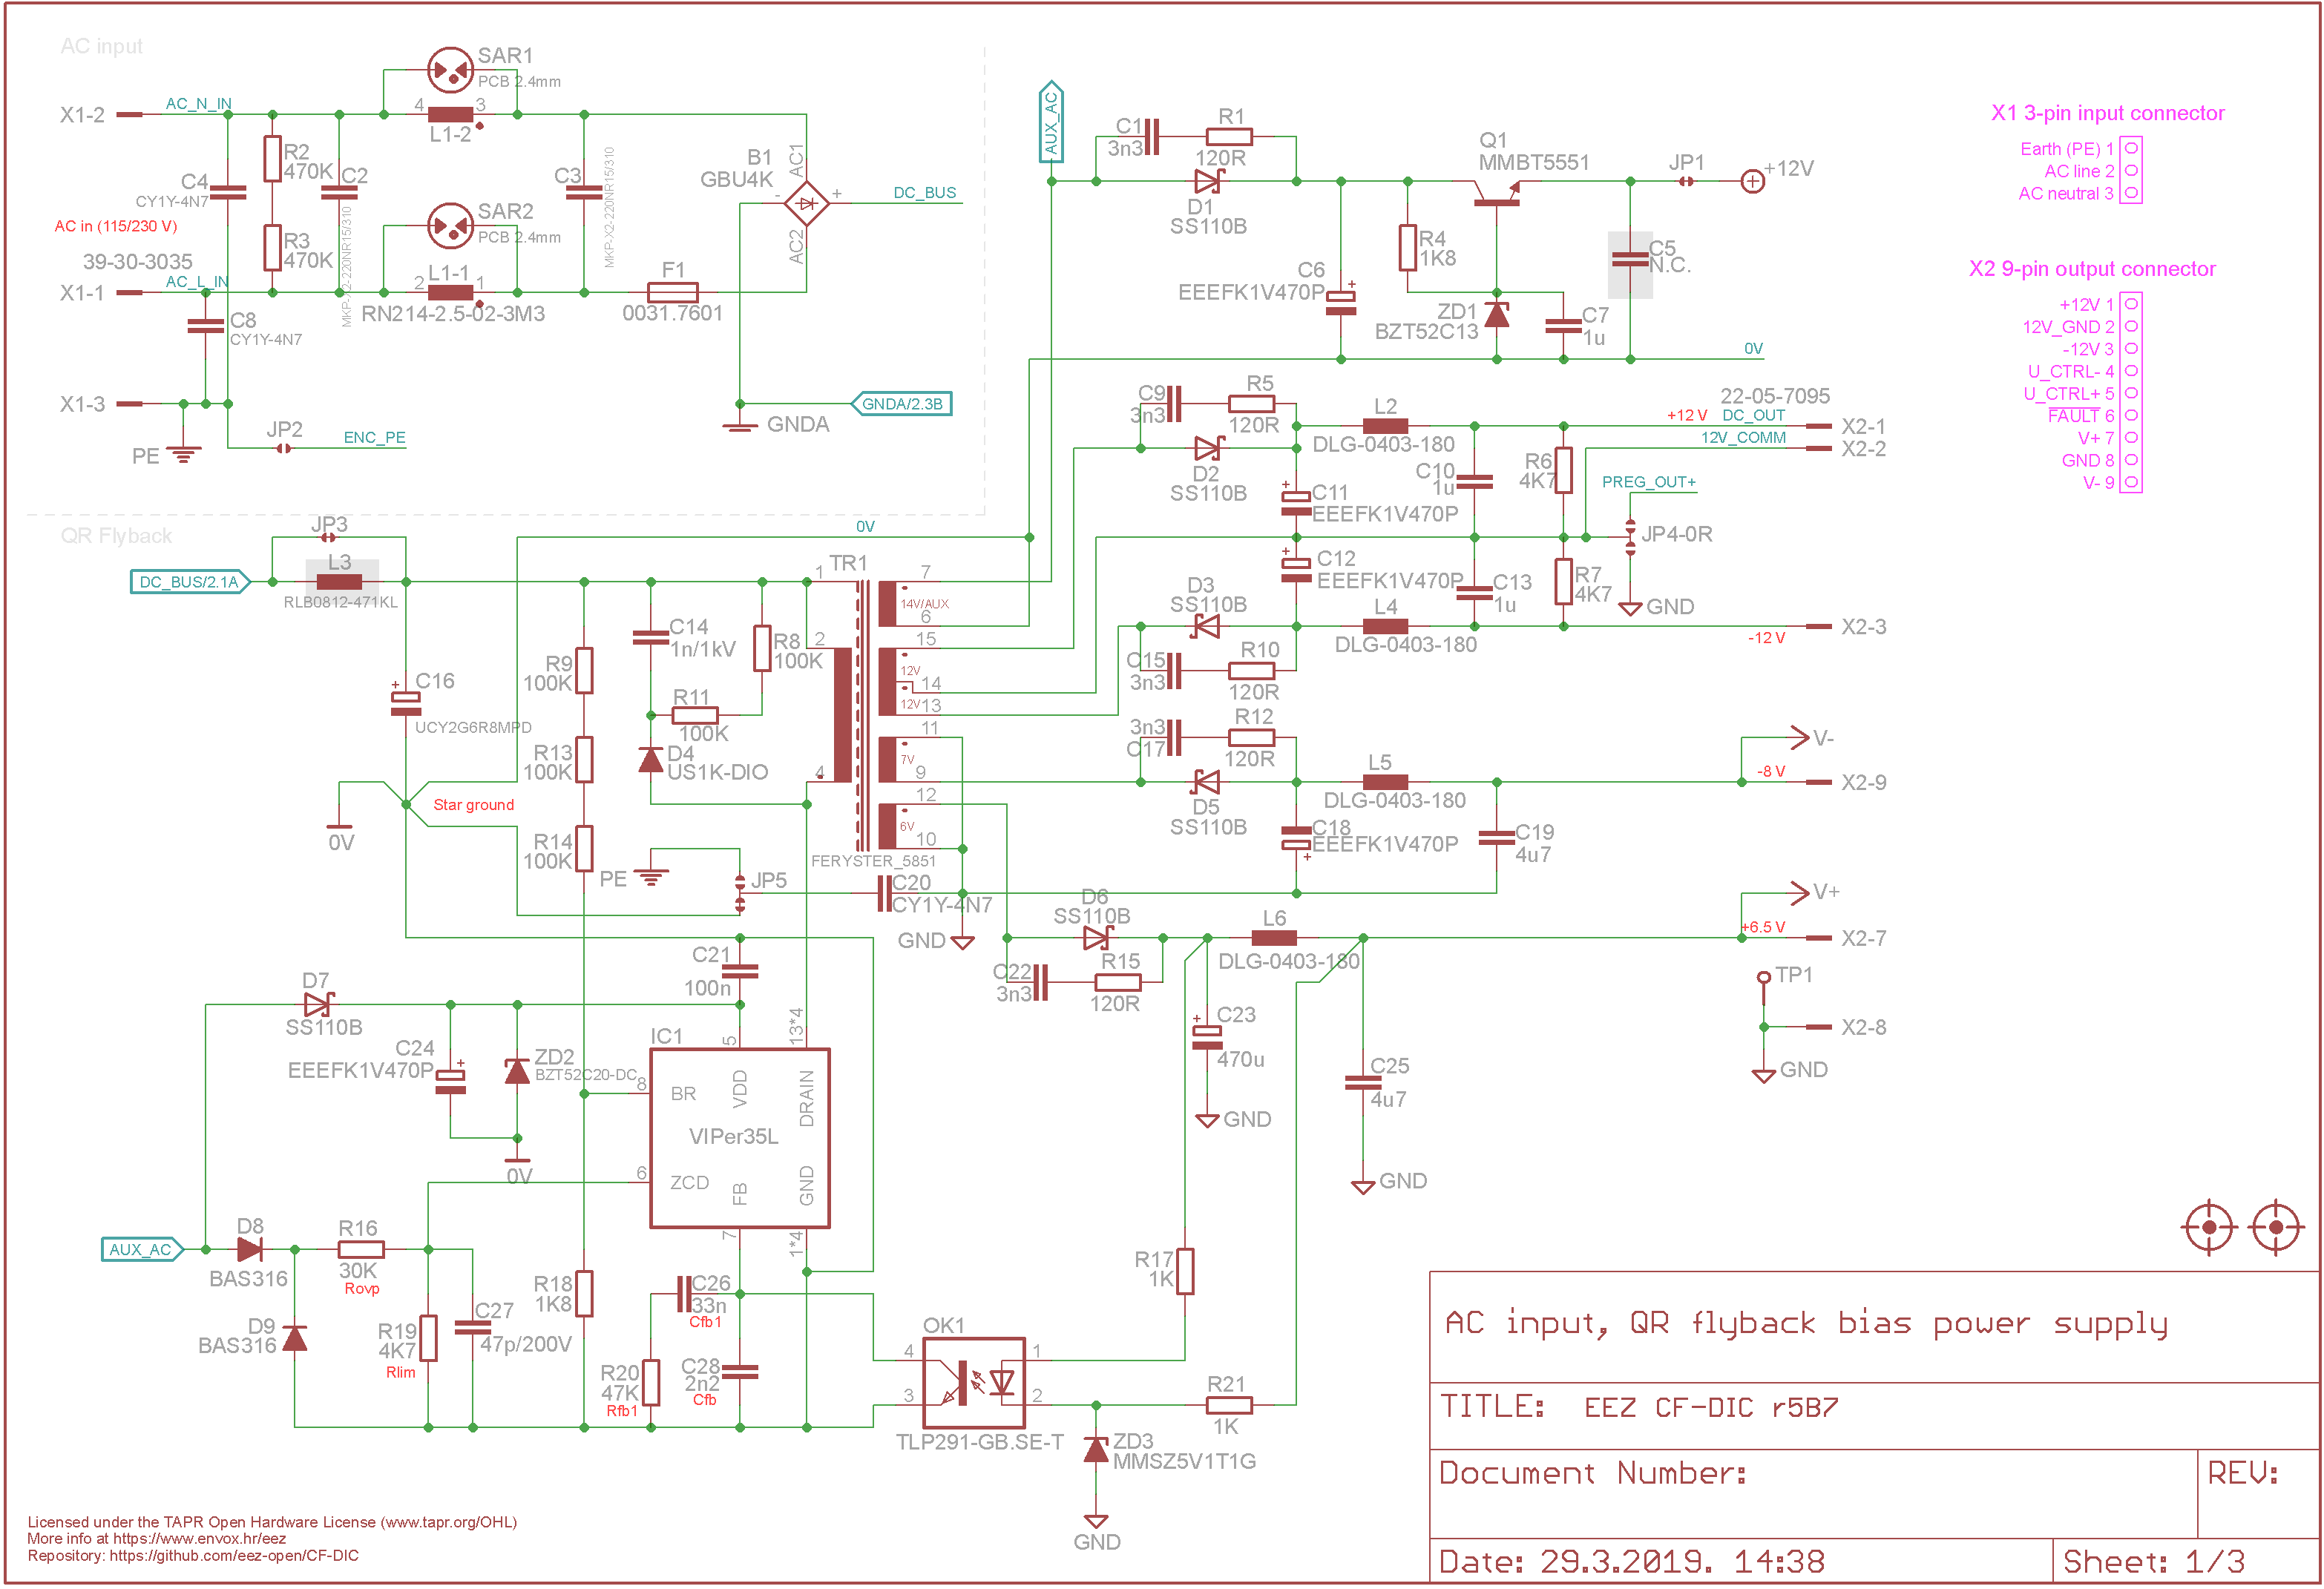 AC input
SAR1
PCB 2.4mm
X1-2
AC_N_IN
4
3
L1-2
R2
470K
C2
MKP-X2-220NR15/310
C4
CY1Y-4N7
C3
MKP-X2-220NR15/310
SAR2
PCB 2.4mm
B1
GBU4K
AC1
AC2
-
+
DC_BUS
AC in (115/230 V)
R3
470K
39-30-3035
X1-1
AC_L_IN
2
L1-1
1
RN214-2.5-02-3M3
F1
0031.7601
C8
CY1Y-4N7
X1-3
JP2
ENC_PE
PE
GNDA/2.3B
GNDA
AUX_AC
C1
3n3
R1
120R
D1
SS110B
Q1
MMBT5551
JP1
+12V
R4
1K8
C5
N.C.
C6
EEEFK1V470P
+
ZD1
BZT52C13
C7
1u
0V
X1 3-pin input connector
Earth (PE) 1
AC line 2
AC neutral 3
X2 9-pin output connector
+12V 1
12V_GND 2
-12V 3
U_CTRL- 4
U_CTRL+ 5
FAULT 6
V+ 7
GND 8
V- 9
C9
3n3
R5
120R
D2
SS110B
L2
DLG-0403-180
22-05-7095
+12 V
DC_OUT
X2-1
12V_COMM
X2-2
C10
1u
R6
4K7
PREG_OUT+
+
C11
EEEFK1V470P
JP4-0R
GND
+
C12
EEEFK1V470P
C13
1u
R7
4K7
D3
SS110B
L4
DLG-0403-180
-12 V
X2-3
C15
3n3
R10
120R
QR Flyback
JP3
DC_BUS/2.1A
L3
RLB0812-471KL
0V
TR1
1
2
4
7
14V/AUX
6
15
12V
14
12V
13
11
7V
9
12
6V
10
FERYSTER_5851
C14
1n/1kV
R8
100K
R9
100K
R11
100K
+
C16
UCY2G6R8MPD
R13
100K
D4
US1K-DIO
Star ground
0V
R14
100K
PE
JP5
C20
CY1Y-4N7
GND
3n3
C17
R12
120R
D5
SS110B
L5
DLG-0403-180
V-
-8 V
X2-9
C18
EEEFK1V470P
+
C19
4u7
D6
SS110B
L6
DLG-0403-180
V+
+6.5 V
X2-7
C22
3n3
R15
120R
TP1
X2-8
GND
+
C23
470u
GND
C25
4u7
GND
C21
100n
D7
SS110B
C24
EEEFK1V470P
+
ZD2
BZT52C20-DC
0V
IC1
5
13*4
8
BR
VDD
DRAIN
VIPer35L
6
ZCD
FB
GND
7
1*4
AUX_AC
D8
BAS316
R16
30K
Rovp
D9
BAS316
R19
4K7
Rlim
C27
47p/200V
R18
1K8
C26
33n
Cfb1
R20
47K
Rfb1
C28
2n2
Cfb
OK1
4
3
1
2
TLP291-GB.SE-T
R17
1K
R21
1K
ZD3
MMSZ5V1T1G
GND
AC input, QR flyback bias power supply
TITLE: EEZ CF-DIC r5B7
Document Number:
REV:
Date: 29.3.2019. 14:38
Sheet: 1/3
Licensed under the TAPR Open Hardware License (www.tapr.org/OHL)
More info at https://www.envox.hr/eez
Repository: https://github.com/eez-open/CF-DIC